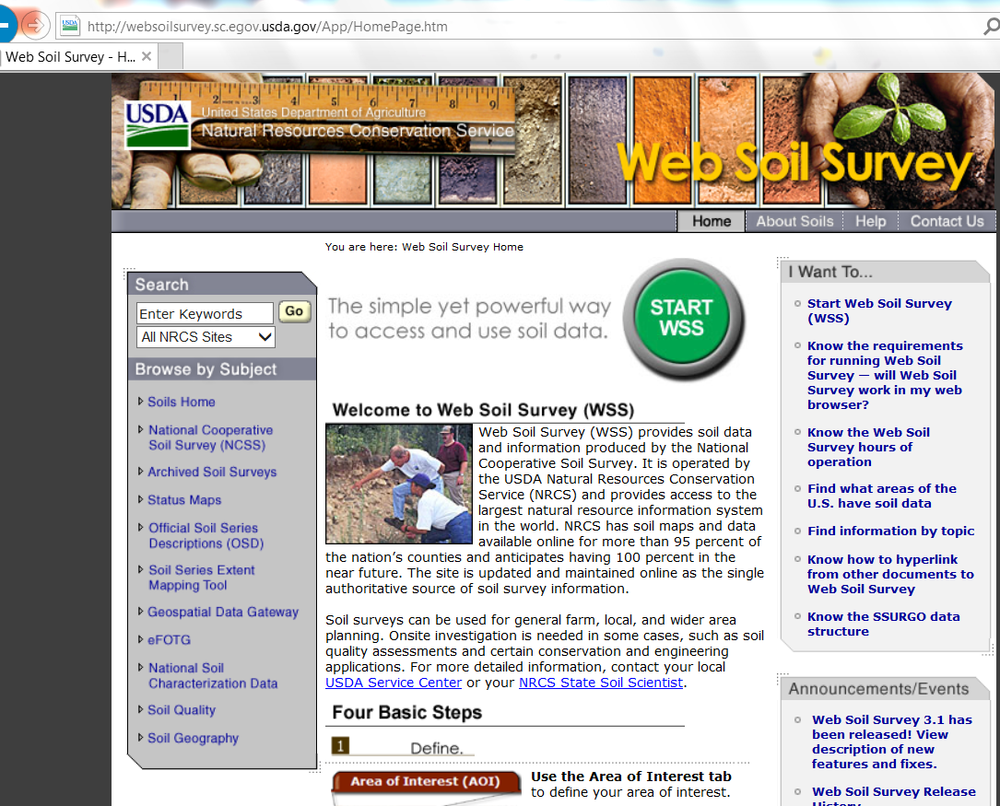 http://websoilsurvey.sc.egov.usda.gov/App/HomePage.htm
Web Soil Survey - H...
1 2 3 4 5 6 7 8 9
USDA
United States Department of Agriculture
Natural Resources Conservation Service
Web Soil Survey
Home
About Soils
Help
Contact Us
You are here: Web Soil Survey Home
Search
Enter Keywords
Go
All NRCS Sites
Browse by Subject
Soils Home
National Cooperative
Soil Survey (NCSS)
Archived Soil Surveys
Status Maps
Official Soil Series
Descriptions (OSD)
Soil Series Extent
Mapping Tool
Geospatial Data Gateway
eFOTG
National Soil
Characterization Data
Soil Quality
Soil Geography
The simple yet powerful way
to access and use soil data.
START
WSS
Welcome to Web Soil Survey (WSS)
Web Soil Survey (WSS) provides soil data
and information produced by the National
Cooperative Soil Survey. It is operated by
the USDA Natural Resources Conservation
Service (NRCS) and provides access to the
largest natural resource information system
in the world. NRCS has soil maps and data
available online for more than 95 percent of
the nation's counties and anticipates having 100 percent in the
near future. The site is updated and maintained online as the single
authoritative source of soil survey information.
Soil surveys can be used for general farm, local, and wider area
planning. Onsite investigation is needed in some cases, such as soil
quality assessments and certain conservation and engineering
applications. For more detailed information, contact your local
USDA Service Center or your NRCS State Soil Scientist.
Four Basic Steps
1 Define.
Area of Interest (AOI)
Use the Area of Interest tab
to define your area of interest.
I Want To...
Start Web Soil Survey
(WSS)
Know the requirements
for running Web Soil
Survey — will Web Soil
Survey work in my web
browser?
Know the Web Soil
Survey hours of
operation
Find what areas of the
U.S. have soil data
Find information by topic
Know how to hyperlink
from other documents to
Web Soil Survey
Know the SSURGO data
structure
Announcements/Events
Web Soil Survey 3.1 has
been released! View
description of new
features and fixes.
Web Soil Survey Release
History